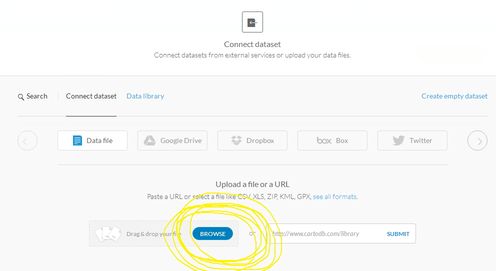 Connect dataset
Connect datasets from external services or upload your data files.
Search Connect dataset Data library Create empty dataset
Data file Google Drive Dropbox box Box Twitter
Upload a file or a URL
Paste a URL or select a file like CSV, XLS, ZIP, KML, GPX, see all formats.
Drag & drop your file BROWSE or https://www.cartodb.com/library SUBMIT